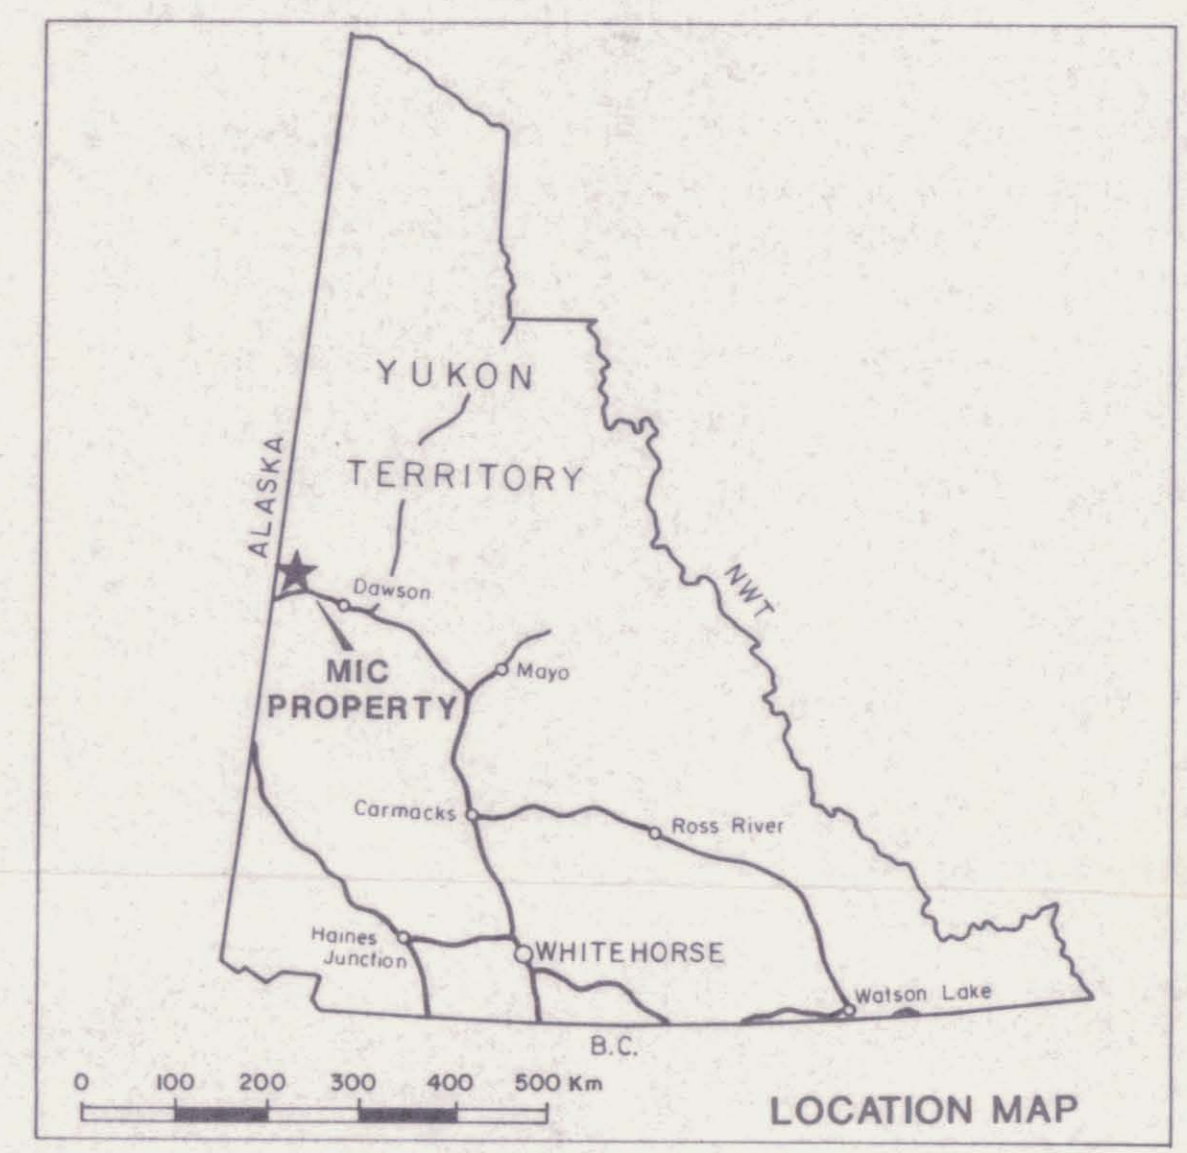 YUKON
TERRITORY
ALASKA
NWT
Dawson
MIC
PROPERTY
Mayo
Carmacks
Ross River
Haines
Junction
WHITEHORSE
Watson Lake
B.C.
0 100 200 300 400 500 Km
LOCATION MAP